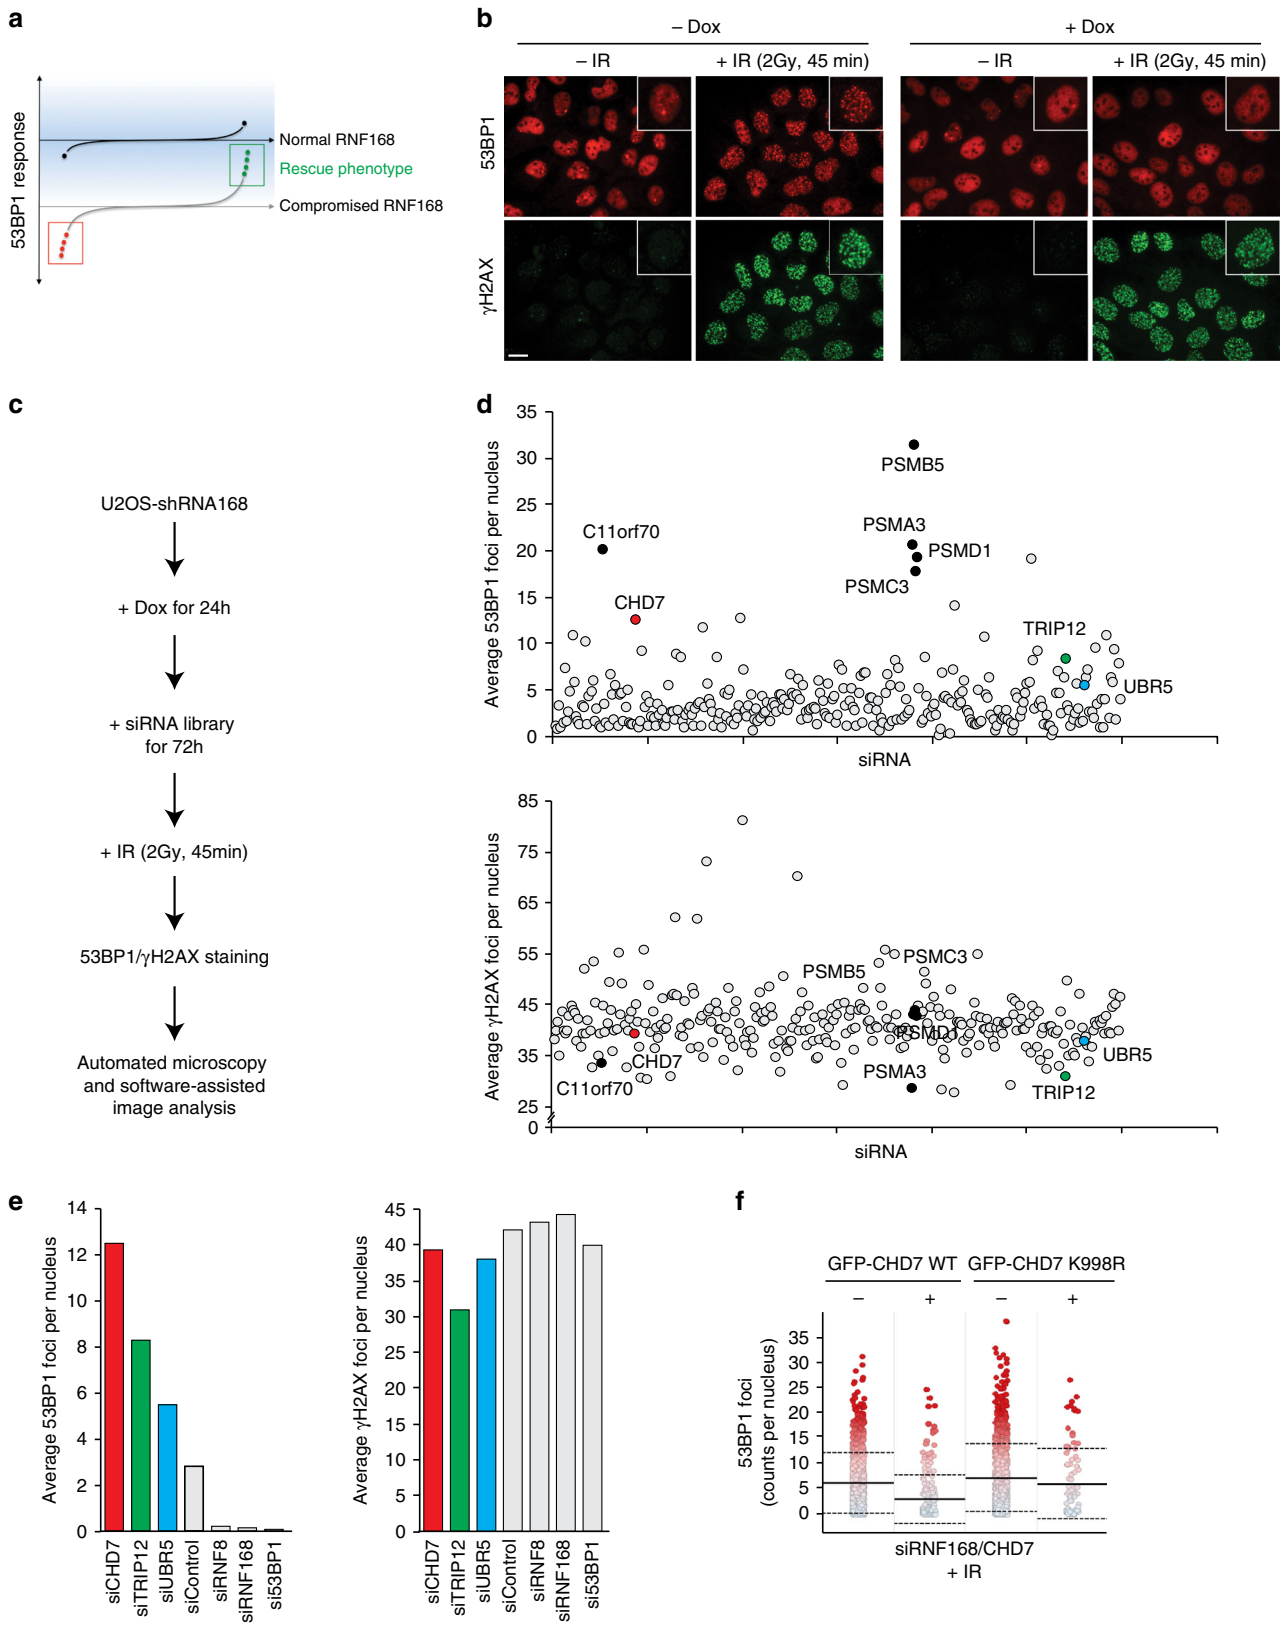 a
53BP1 response
Normal RNF168
Rescue phenotype
Compromised RNF168
b
– Dox
+ Dox
– IR
+ IR (2Gy, 45 min)
– IR
+ IR (2Gy, 45 min)
53BP1
γH2AX
c
U2OS-shRNA168
+ Dox for 24h
+ siRNA library
for 72h
+ IR (2Gy, 45min)
53BP1/γH2AX staining
Automated microscopy
and software-assisted
image analysis
d
Average 53BP1 foci per nucleus
35
30
25
20
15
10
5
0
PSMB5
C11orf70
PSMA3
PSMD1
PSMC3
CHD7
TRIP12
UBR5
siRNA
Average γH2AX foci per nucleus
85
75
65
55
45
35
25
0
PSMB5
PSMC3
PSMD1
CHD7
C11orf70
PSMA3
UBR5
TRIP12
siRNA
e
Average 53BP1 foci per nucleus
14
12
10
8
6
4
2
0
siCHD7
siTRIP12
siUBR5
siControl
siRNF8
siRNF168
si53BP1
Average γH2AX foci per nucleus
45
40
35
30
25
20
15
10
5
0
siCHD7
siTRIP12
siUBR5
siControl
siRNF8
siRNF168
si53BP1
f
GFP-CHD7 WT
GFP-CHD7 K998R
–
+
–
+
53BP1 foci
(counts per nucleus)
35
30
25
20
15
10
5
0
siRNF168/CHD7
+ IR